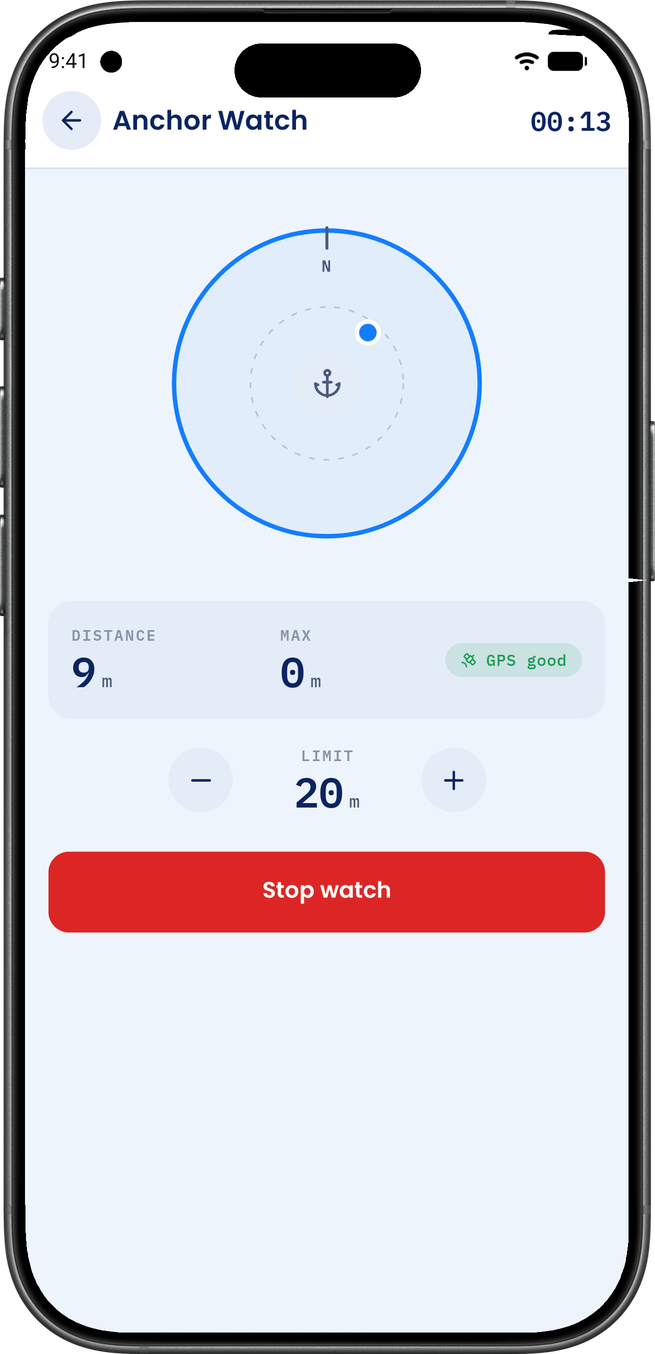 9:41
Anchor Watch
00:13
N
DISTANCE
MAX
9 m
0 m
GPS good
LIMIT
20 m
Stop watch